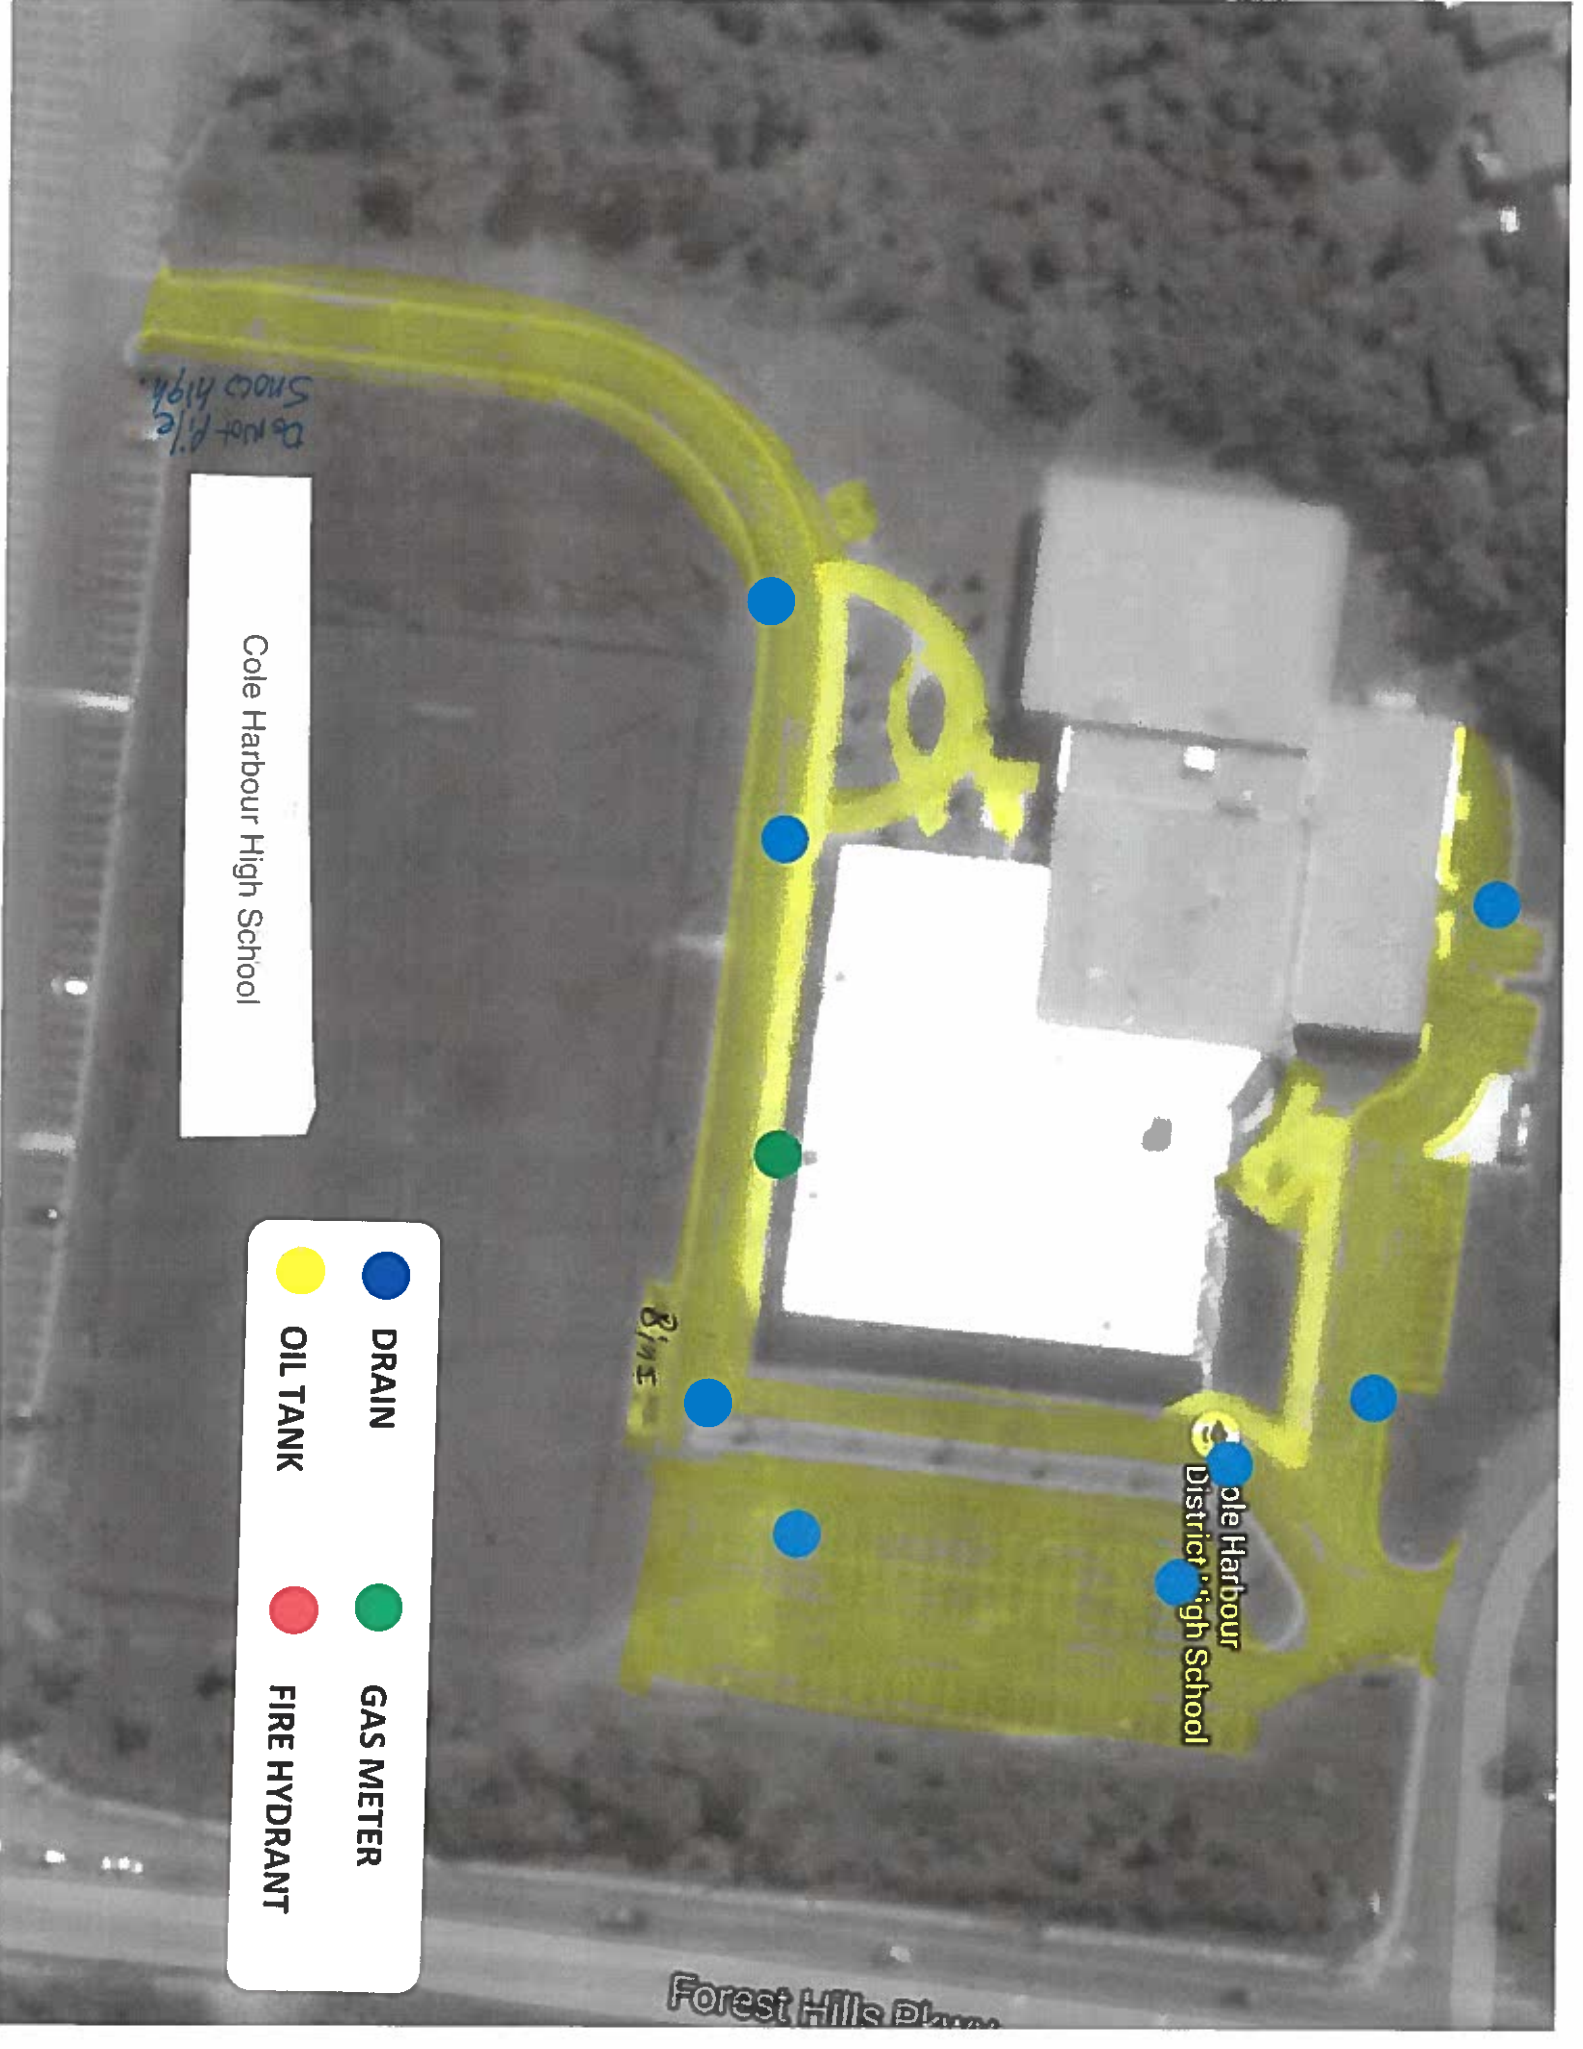 Do Not Pile
Snow high.
Cole Harbour High School
DRAIN
GAS METER
OIL TANK
FIRE HYDRANT
Bins
ole Harbour
District High School
Forest Hills Pkwy